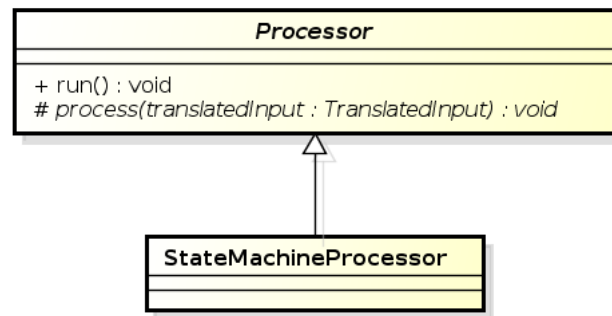 Processor
+ run() : void
# process(translatedInput : TranslatedInput) : void
StateMachineProcessor